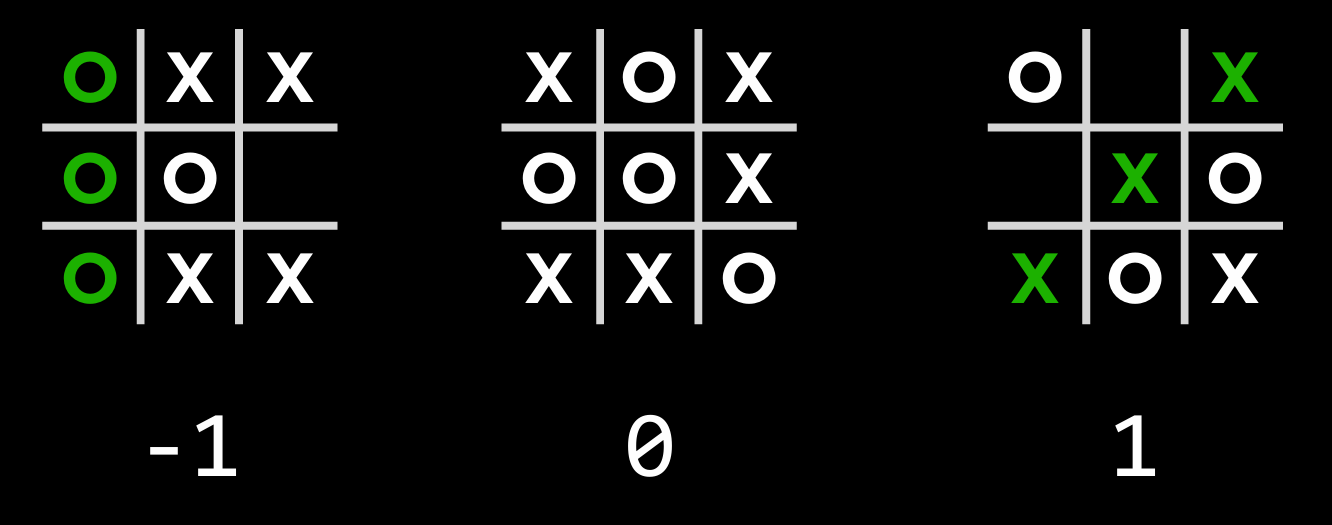 O X X X O X O X
O O O O X X O
O X X X X O X O X
-1 0 1